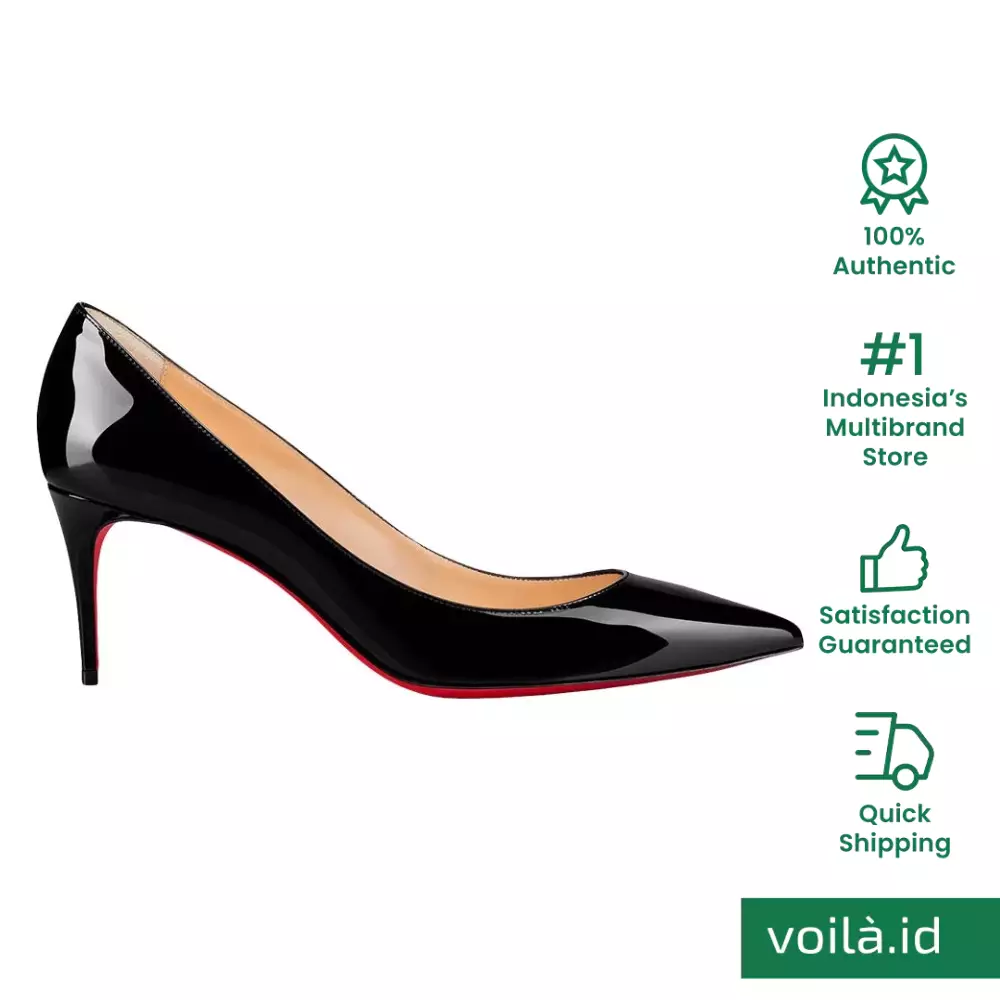 100%
Authentic
#1
Indonesia's
Multibrand
Store
Satisfaction
Guaranteed
Quick
Shipping
voilà.id